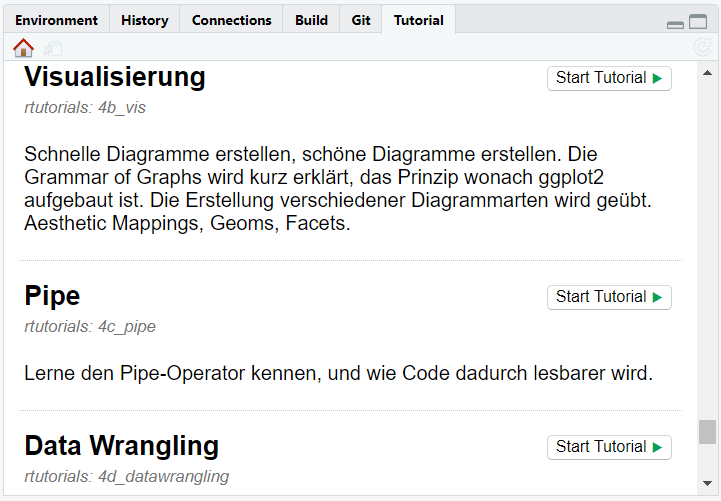 Environment History Connections Build Git Tutorial
Visualisierung Start Tutorial
rtutorials: 4b_vis
Schnelle Diagramme erstellen, schöne Diagramme erstellen. Die
Grammar of Graphs wird kurz erklärt, das Prinzip wonach ggplot2
aufgebaut ist. Die Erstellung verschiedener Diagrammarten wird geübt.
Aesthetic Mappings, Geoms, Facets.
Pipe Start Tutorial
rtutorials: 4c_pipe
Lerne den Pipe-Operator kennen, und wie Code dadurch lesbarer wird.
Data Wrangling Start Tutorial
rtutorials: 4d_datawrangling